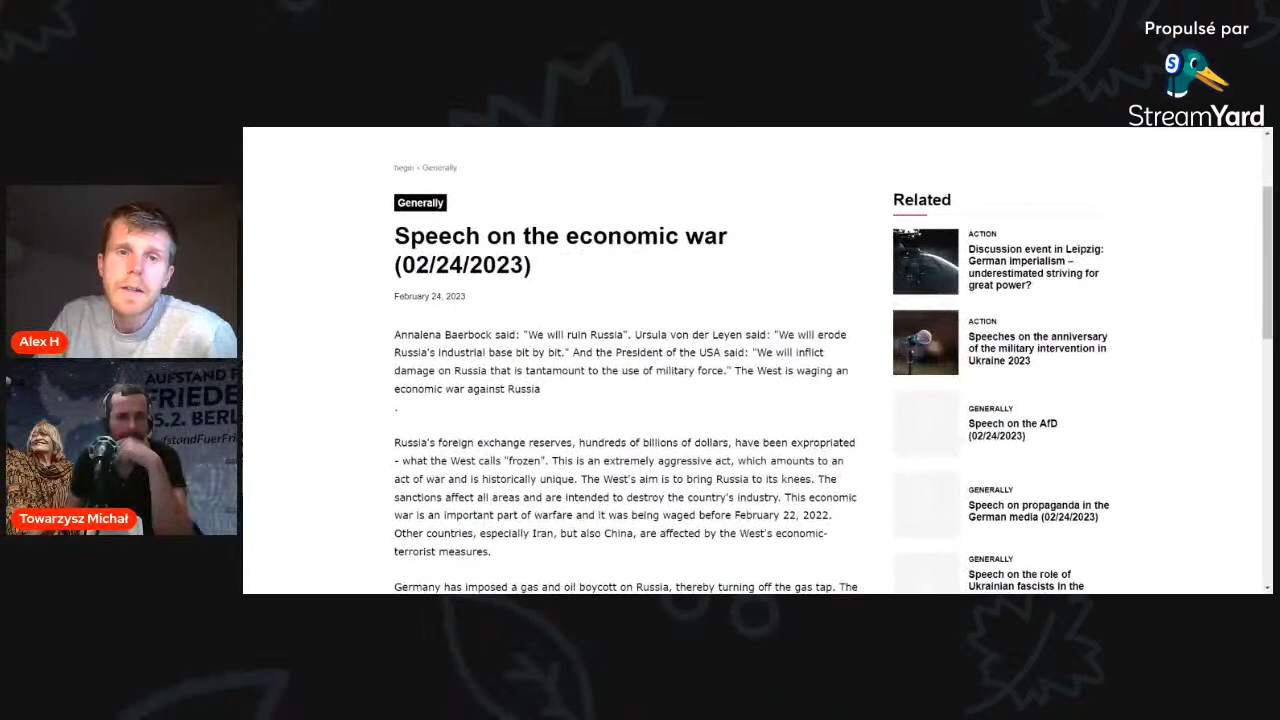 Propulsé par
StreamYard
begin › Generally
Generally
Speech on the economic war
(02/24/2023)
February 24, 2023
Annalena Baerbock said: "We will ruin Russia". Ursula von der Leyen said: "We will erode
Russia's industrial base bit by bit." And the President of the USA said: "We will inflict
damage on Russia that is tantamount to the use of military force." The West is waging an
economic war against Russia
.
Russia's foreign exchange reserves, hundreds of billions of dollars, have been expropriated
- what the West calls "frozen". This is an extremely aggressive act, which amounts to an
act of war and is historically unique. The West's aim is to bring Russia to its knees. The
sanctions affect all areas and are intended to destroy the country's industry. This economic
war is an important part of warfare and it was being waged before February 22, 2022.
Other countries, especially Iran, but also China, are affected by the West's economic-
terrorist measures.
Germany has imposed a gas and oil boycott on Russia, thereby turning off the gas tap. The
Related
ACTION
Discussion event in Leipzig:
German imperialism –
underestimated striving for
great power?
ACTION
Speeches on the anniversary
of the military intervention in
Ukraine 2023
GENERALLY
Speech on the AfD
(02/24/2023)
GENERALLY
Speech on propaganda in the
German media (02/24/2023)
GENERALLY
Speech on the role of
Ukrainian fascists in the
Alex H
AUFSTAND F
FRIEDE
5.2. BERL
fstandFuerFri
Towarzysz Michał